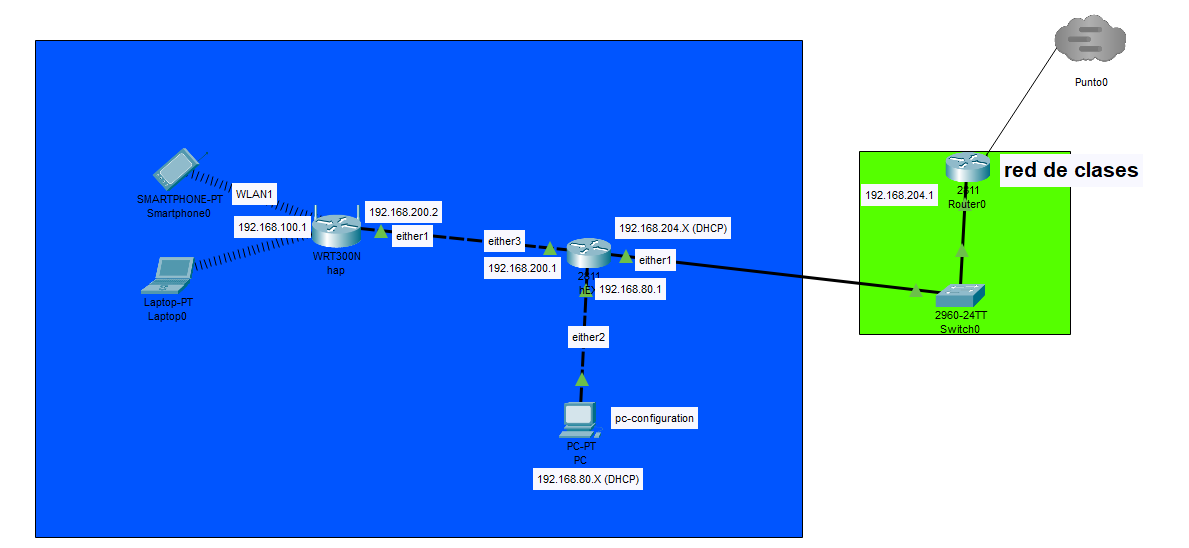 Punto0
red de clases
2811
Router0
192.168.204.1
SMARTPHONE-PT
Smartphone0
WLAN1
192.168.100.1
192.168.200.2
either1
WRT300N
hap
either3
192.168.200.1
192.168.204.X (DHCP)
either1
192.168.80.1
Laptop-PT
Laptop0
2960-24TT
Switch0
either2
pc-configuration
PC-PT
PC
192.168.80.X (DHCP)